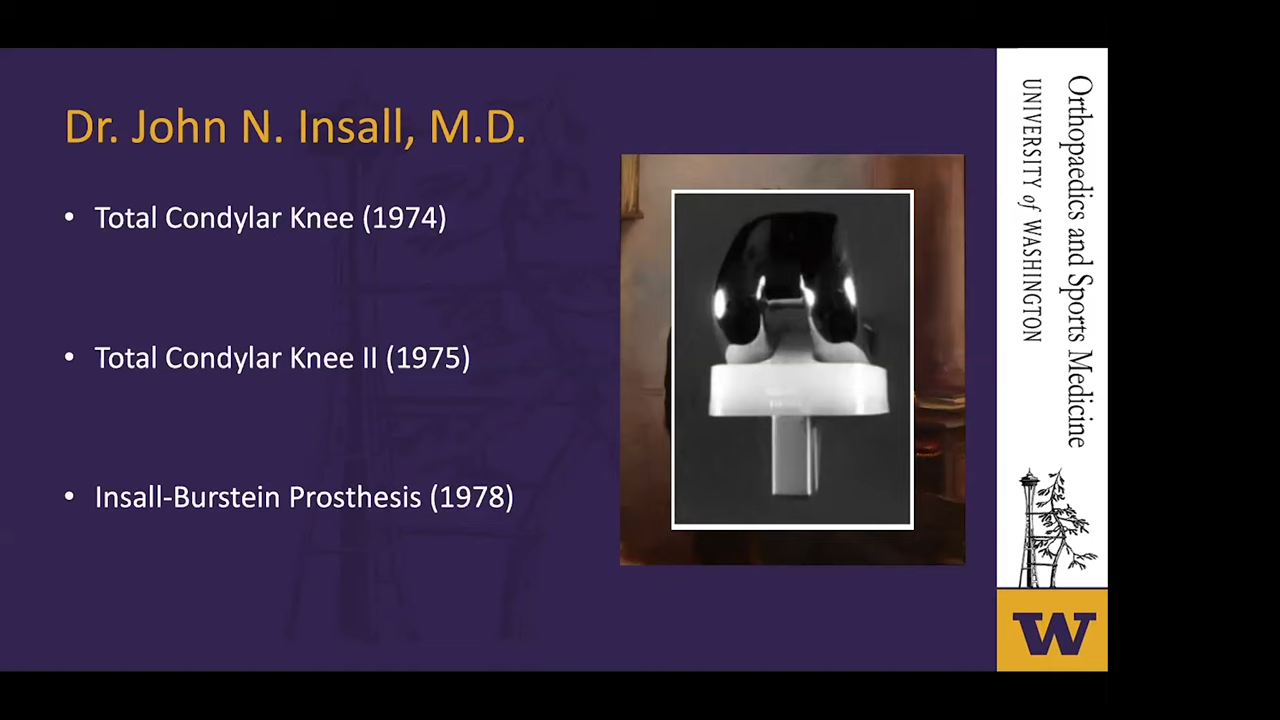 Dr. John N. Insall, M.D.
• Total Condylar Knee (1974)
• Total Condylar Knee II (1975)
• Insall-Burstein Prosthesis (1978)
Orthopaedics and Sports Medicine
UNIVERSITY of WASHINGTON
W